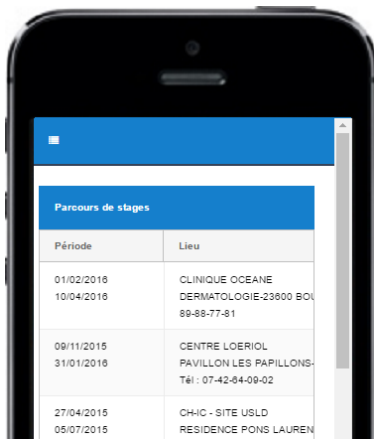 Parcours de stages
Période Lieu
01/02/2016 CLINIQUE OCEANE
10/04/2016 DERMATOLOGIE-23600 BOU
89-88-77-81
09/11/2015 CENTRE LOERIOL
31/01/2016 PAVILLON LES PAPILLONS-
Tél : 07-42-64-09-02
27/04/2015 CH-IC - SITE USLD
05/07/2015 RESIDENCE PONS LAUREN